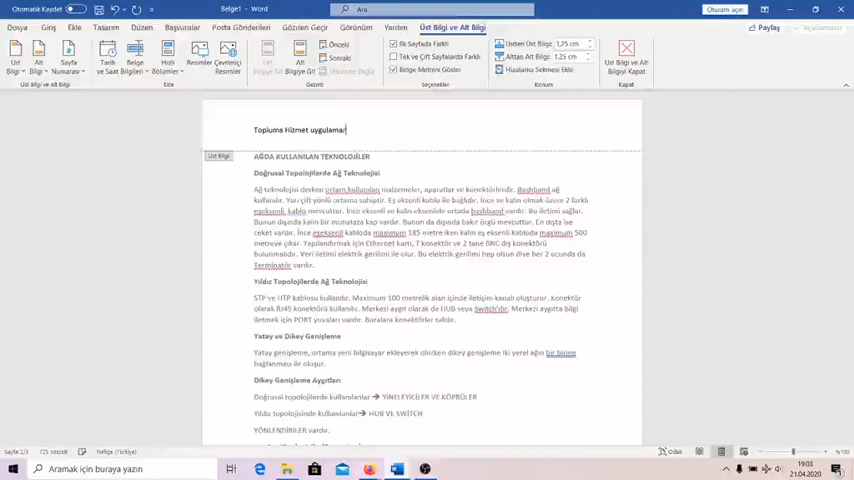 Otomatik Kaydet
Belge1 - Word
Ara
Oturum açın
Dosya Giriş Ekle Tasarım Düzen Başvurular Posta Gönderileri Gözden Geçir Görünüm Yardım Üst Bilgi ve Alt Bilgi Paylaş Açıklamalar
Üst Bilgi
Alt Bilgi
Sayfa Numarası
Tarih ve Saat
Belge Bilgileri
Hızlı Bölümler
Resimler
Çevrimiçi Resimler
Üst Bilgiye Git
Alt Bilgiye Git
Önceki
Sonraki
İlk Sayfada Farklı
Tek ve Çift Sayfalarda Farklı
Belge Metnini Göster
Üstten Üst Bilgi: 1,25 cm
Alttan Alt Bilgi: 1,25 cm
Hizalama Sekmesi Ekle
Üst Bilgi ve Alt Bilgiyi Kapat
Üst Bilgi ve Alt Bilgi Ekle Gezinti Seçenekler Konum Kapat
Topluma Hizmet uygulamar
Üst Bilgi
AĞDA KULLANILAN TEKNOLOJİLER
Doğrusal Topolojilerde Ağ Teknolojisi
Ağ teknolojisi derken ortam,kullanılan malzemeler, aparatlar ve konektörlerdir. Bashband ağ
kullanılır. Yarı çift yönlü ortama sahiptir. Eş eksenli kablo ile bağlıdır. İnce ve kalın olmak üzere 2 farklı
eşeksenli kablo mevcuttur. İnce eksenli ve kalın eksenlide ortada bushband vardır. Bu iletimi sağlar.
Bunun dışında kalın bir muhafaza kap vardır. Bunun da dışında bakır örgü mevcuttur. En dışta ise
ceket vardır. İnce eşeksenli kabloda maximum 185 metre iken kalın eş eksenli kabloda maximum 500
metreye çıkar. Yapılandırmak için Ethernet kartı, T konektör ve 2 tane BNC dış konektörü
bulunmalıdır. Veri iletimi elektrik gerilimi ile olur. Bu elektrik gerilimi hep olsun diye her 2 ucunda da
Terminatör vardır.
Yıldız Topolojilerde Ağ Teknolojisi
STP ve UTP kablosu kullanılır. Maximum 100 metrelik alan içinde iletişim kanalı oluşturur. Konektör
olarak RJ45 konektörü kullanılır. Merkezi aygıt olarak da HUB veya Switch'dir. Merkezi aygıtta bilgi
iletmek için PORT yuvaları vardır. Buralara konektörler takılır.
Yatay ve Dikey Genişleme
Yatay genişleme, ortama yeni bilgisayar ekleyerek olurken dikey genişleme iki yerel ağın bir birine
bağlanması ile oluşur.
Dikey Genişleme Aygıtları
Doğrusal topolojilerde kullanılanlar → YİNELEYİCİLER VE KÖPRÜLER
Yıldız topolojisinde kullanılanlar→ HUB VE SWİTCH
YÖNLENDİRİLER vardır.
Sayfa 2/3 725 sözcük Türkçe (Türkiye) Odak %100
Aramak için buraya yazın
19:03
21.04.2020